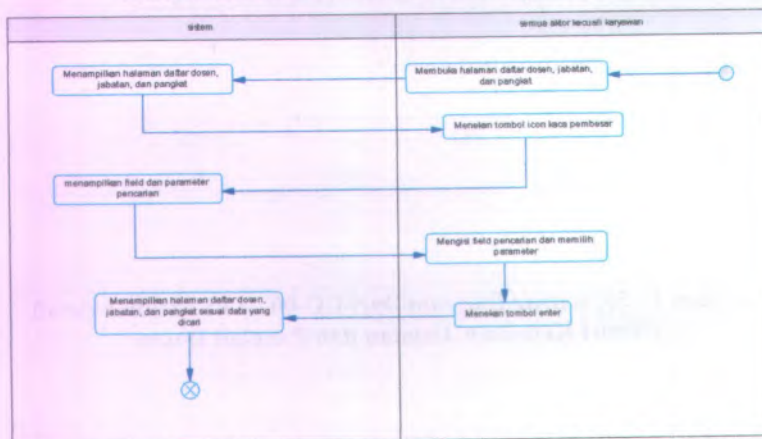 sistem
semua aktor kecuali karyawan
Menampilkan halaman daftar dosen,
jabatan, dan pangkat
Membuka halaman daftar dosen, jabatan,
dan pangkat
Menekan tombol icon kaca pembesar
menampilkan field dan parameter
pencarian
Mengisi field pencarian dan memilih
parameter
Menampilkan halaman daftar dosen,
jabatan, dan pangkat sesuai data yang
dicari
Menekan tombol enter